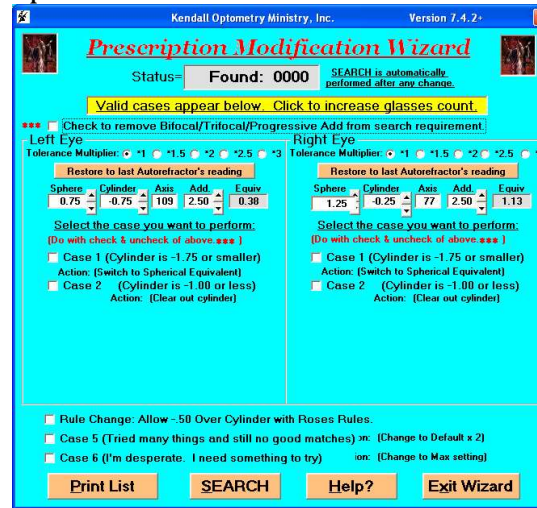 Kendall Optometry Ministry, Inc. Version 7.4.2+
Prescription Modification Wizard
Status= Found: 0000 SEARCH is automatically
performed after any change.
Valid cases appear below. Click to increase glasses count.
*** Check to remove Bifocal/Trifocal/Progressive Add from search requirement.
Left Eye
Tolerance Multiplier: *1 *1.5 *2 *2.5 *3
Restore to last Autorefractor's reading
Sphere Cylinder Axis Add. Equiv
0.75 -0.75 109 2.50 0.38
Select the case you want to perform:
(Do with check & uncheck of above.*** )
Case 1 (Cylinder is -1.75 or smaller)
Action: (Switch to Spherical Equivalent)
Case 2 (Cylinder is -1.00 or less)
Action: (Clear out cylinder)
Right Eye
Tolerance Multiplier: *1 *1.5 *2 *2.5
Restore to last Autorefractor's reading
Sphere Cylinder Axis Add. Equiv
1.25 -0.25 77 2.50 1.13
Select the case you want to perform:
(Do with check & uncheck of above.*** )
Case 1 (Cylinder is -1.75 or smaller)
Action: (Switch to Spherical Equivalent)
Case 2 (Cylinder is -1.00 or less)
Action: (Clear out cylinder)
Rule Change: Allow -.50 Over Cylinder with Roses Rules.
Case 5 (Tried many things and still no good matches) on: (Change to Default x 2)
Case 6 (I'm desperate. I need something to try) ion: (Change to Max setting)
Print List SEARCH Help? Exit Wizard